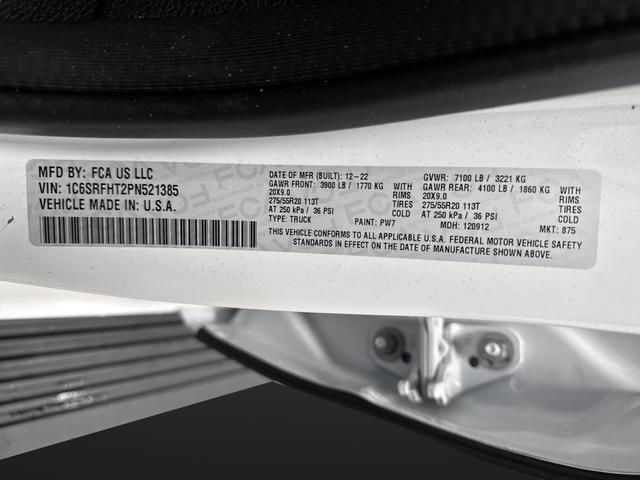 MFD BY: FCA US LLC
VIN: 1C6SRFHT2PN521385
VEHICLE MADE IN: U.S.A.
DATE OF MFR (BUILT): 12-22 GVWR: 7100 LB / 3221 KG
GAWR FRONT: 3900 LB / 1770 KG WITH GAWR REAR: 4100 LB / 1860 KG WITH
20X9.0 RIMS 20X9.0 RIMS
275/55R20 113T TIRES 275/55R20 113T TIRES
AT 250 kPa / 36 PSI COLD AT 250 kPa / 36 PSI COLD
TYPE: TRUCK PAINT: PW7 MDH: 120912 MKT: 875
THIS VEHICLE CONFORMS TO ALL APPLICABLE U.S.A. FEDERAL MOTOR VEHICLE SAFETY
STANDARDS IN EFFECT ON THE DATE OF MANUFACTURE SHOWN ABOVE.